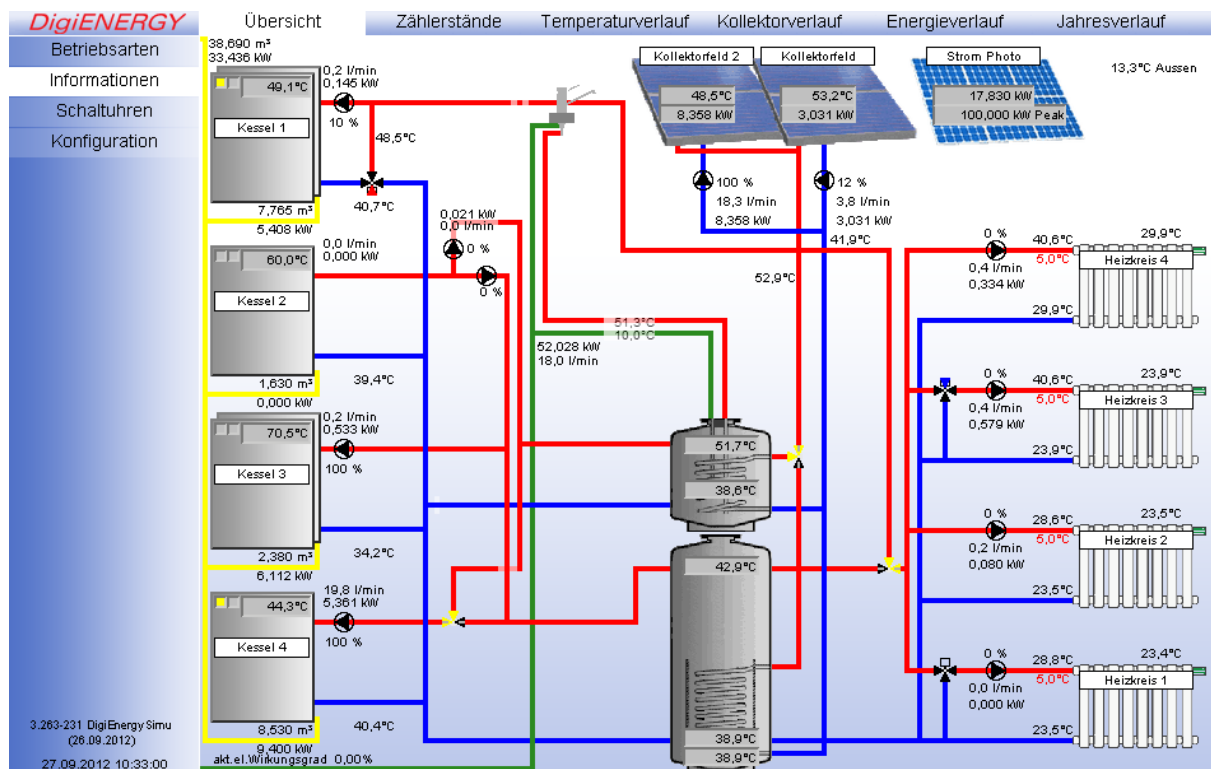 DigiENERGY
Übersicht
Zählerstände
Temperaturverlauf
Kollektorverlauf
Energieverlauf
Jahresverlauf
Betriebsarten
Informationen
Schaltuhren
Konfiguration
38,690 m³
33,436 kW
49,1°C
Kessel 1
0,2 l/min
0,145 kW
10 %
48,5°C
40,7°C
7,765 m³
5,408 kW
Kollektorfeld 2
48,5°C
8,358 kW
Kollektorfeld
53,2°C
3,031 kW
Strom Photo
17,830 kW
100,000 kW Peak
13,3°C Aussen
100 %
18,3 l/min
8,358 kW
12 %
3,8 l/min
3,031 kW
41,9°C
52,9°C
60,0°C
Kessel 2
0,0 l/min
0,000 kW
0,021 kW
0,0 l/min
0 %
0 %
1,630 m³
0,000 kW
39,4°C
51,3°C
10,0°C
52,028 kW
18,0 l/min
0 %
0,4 l/min
0,334 kW
40,6°C
5,0°C
29,9°C
Heizkreis 4
29,9°C
70,5°C
Kessel 3
0,2 l/min
0,533 kW
100 %
2,380 m³
6,112 kW
34,2°C
51,7°C
38,6°C
0 %
0,4 l/min
0,579 kW
40,6°C
5,0°C
23,9°C
Heizkreis 3
23,9°C
0 %
0,2 l/min
0,080 kW
28,6°C
5,0°C
23,5°C
Heizkreis 2
23,5°C
44,3°C
Kessel 4
19,8 l/min
5,361 kW
100 %
8,530 m³
9,400 kW
40,4°C
42,9°C
38,9°C
38,9°C
0 %
0,0 l/min
0,000 kW
28,8°C
5,0°C
23,4°C
Heizkreis 1
23,5°C
3.263-231 DigiEnergy Simu
(26.09.2012)
27.09.2012 10:33:00
akt.el.Wirkungsgrad 0,00%